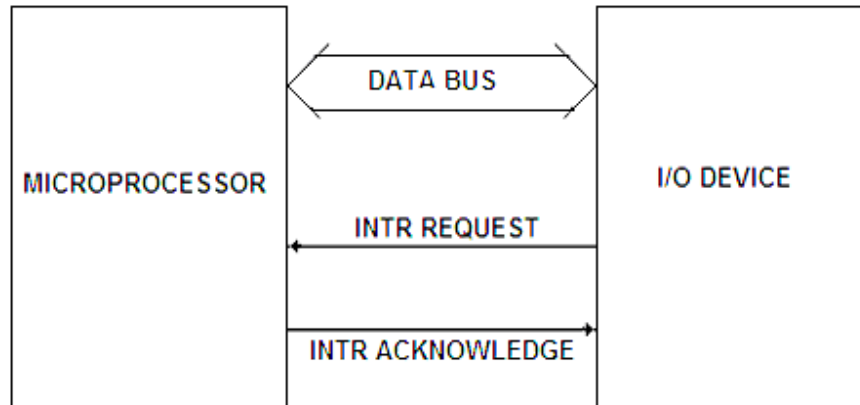 DATA BUS
MICROPROCESSOR
I/O DEVICE
INTR REQUEST
INTR ACKNOWLEDGE